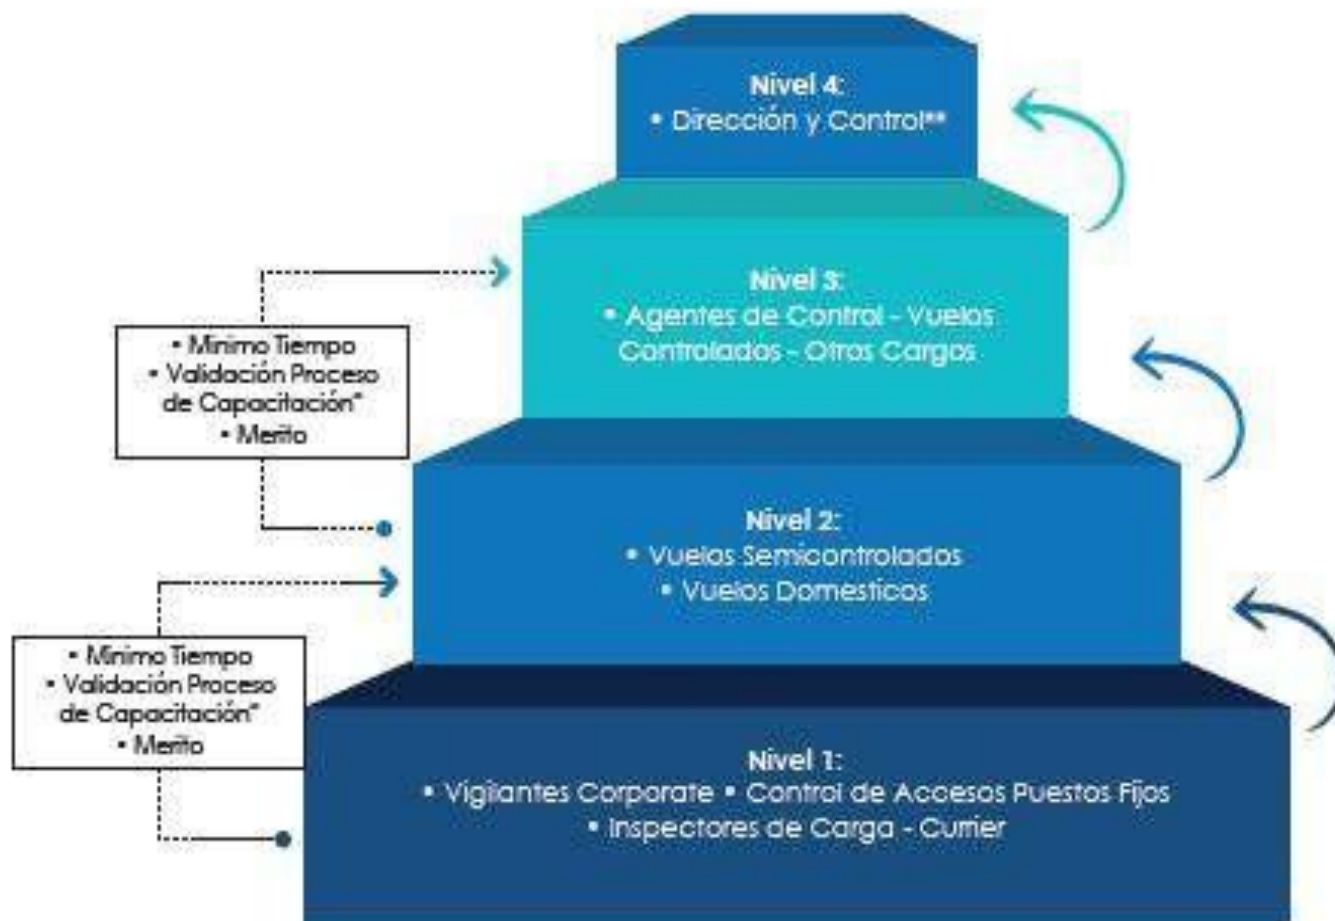 Nivel 4:
• Dirección y Control**
Nivel 3:
• Agentes de Control - Vuelos
Controlados - Otros Cargos
• Minimo Tiempo
• Validación Proceso
de Capacitación*
• Merito
Nivel 2:
• Vuelos Semicontrolados
• Vuelos Domesticos
• Minimo Tiempo
• Validación Proceso
de Capacitación*
• Merito
Nivel 1:
• Vigilantes Corporate • Control de Accesos Puestos Fijos
• Inspectores de Carga - Currier